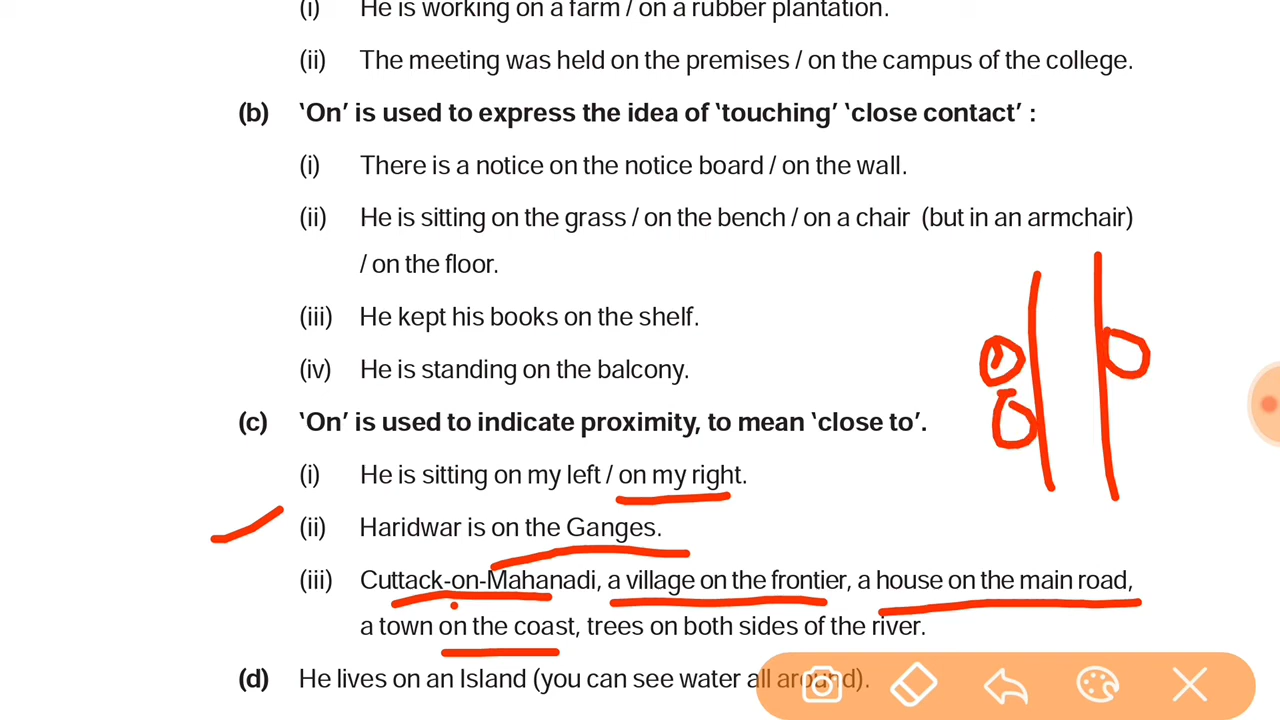 (i) He is working on a farm / on a rubber plantation.
(ii) The meeting was held on the premises / on the campus of the college.
(b) ‘On’ is used to express the idea of ‘touching’ ‘close contact’ :
(i) There is a notice on the notice board / on the wall.
(ii) He is sitting on the grass / on the bench / on a chair (but in an armchair)
/ on the floor.
(iii) He kept his books on the shelf.
(iv) He is standing on the balcony.
(c) ‘On’ is used to indicate proximity, to mean ‘close to’.
(i) He is sitting on my left / on my right.
(ii) Haridwar is on the Ganges.
(iii) Cuttack-on-Mahanadi, a village on the frontier, a house on the main road,
a town on the coast, trees on both sides of the river.
(d) He lives on an Island (you can see water all around).